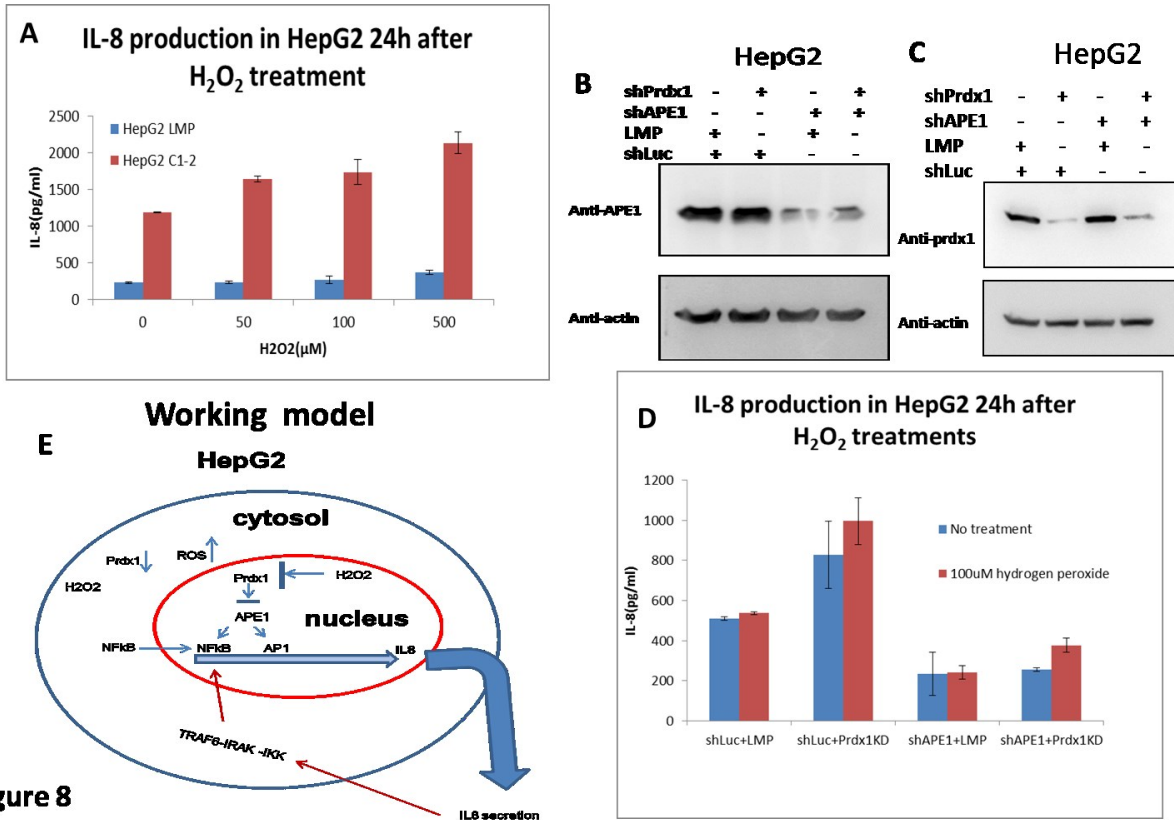 A
IL-8 production in HepG2 24h after
H₂O₂ treatment
HepG2 LMP
HepG2 C1-2
IL-8(pg/ml)
2500
2000
1500
1000
500
0
0 50 100 500
H2O2(µM)
B
HepG2
shPrdx1 - + - +
shAPE1 - - + +
LMP + - + -
shLuc + + - -
Anti-APE1
Anti-actin
C
HepG2
shPrdx1 - + - +
shAPE1 - - + +
LMP + - + -
shLuc + + - -
Anti-prdx1
Anti-actin
D
IL-8 production in HepG2 24h after
H₂O₂ treatments
No treatment
100uM hydrogen peroxide
IL-8(pg/ml)
1200
1000
800
600
400
200
0
shLuc+LMP shLuc+Prdx1KD shAPE1+LMP shAPE1+Prdx1KD
Working model
E
HepG2
cytosol
Prdx1 ROS
H2O2
Prdx1 H2O2
APE1 nucleus
NFkB NFkB AP1 IL8
TRAF6-IRAK -IKK
IL8 secretion
gure 8